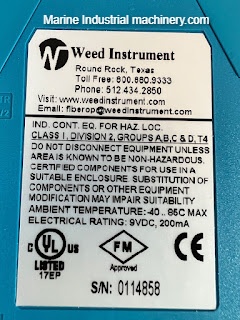 Marine Industrial machinery.com
Weed Instrument
Round Rock, Texas
Toll Free: 800.880.9333
Phone: 512.434.2850
Visit: www.weedinstrument.com
Email: fiberop@weedinstrument.com
IND. CONT. EQ. FOR HAZ. LOC.
CLASS I, DIVISION 2, GROUPS A,B,C & D, T4
DO NOT DISCONNECT EQUIPMENT UNLESS
AREA IS KNOWN TO BE NON-HAZARDOUS.
CERTIFIED COMPONENTS FOR USE IN A
SUITABLE ENCLOSURE. SUBSTITUTION OF
COMPONENTS OR OTHER EQUIPMENT
MODIFICATION MAY IMPAIR SUITABILITY
AMBIENT TEMPERATURE: -40 .. 85C MAX
ELECTRICAL RATING: 9VDC, 200mA
C UL US
LISTED
17EP
FM
Approved
S/N: 0114858